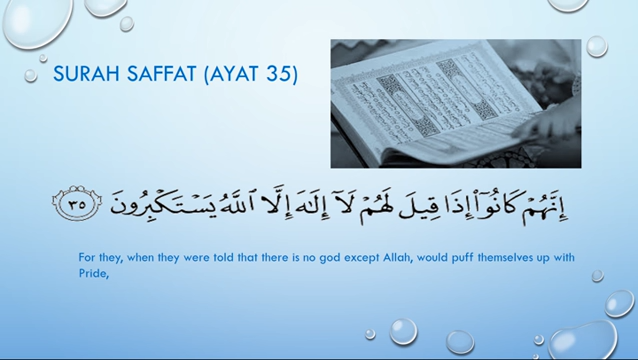 SURAH SAFFAT (AYAT 35)
إِنَّهُمْ كَانُوٓا۟ إِذَا قِيلَ لَهُمْ لَآ إِلَـٰهَ إِلَّا ٱللَّهُ يَسْتَكْبِرُونَ ٣٥
For they, when they were told that there is no god except Allah, would puff themselves up with
Pride,